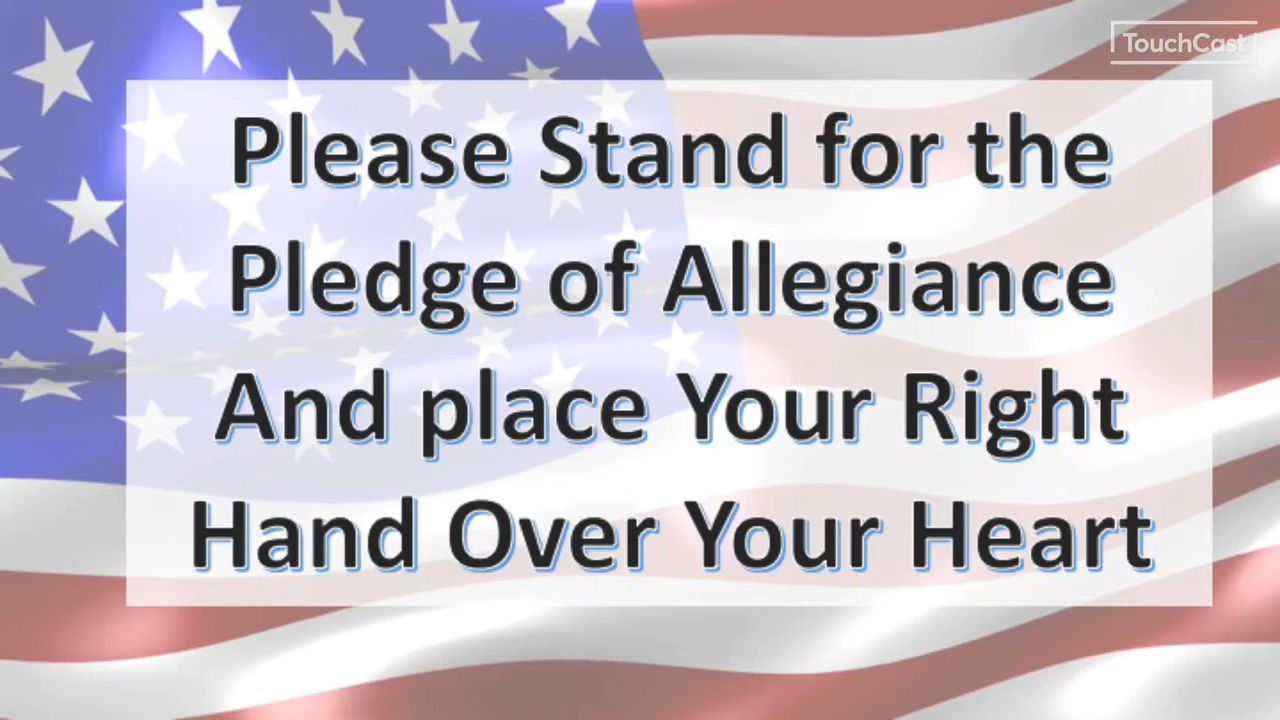 TouchCast
Please Stand for the
Pledge of Allegiance
And place Your Right
Hand Over Your Heart